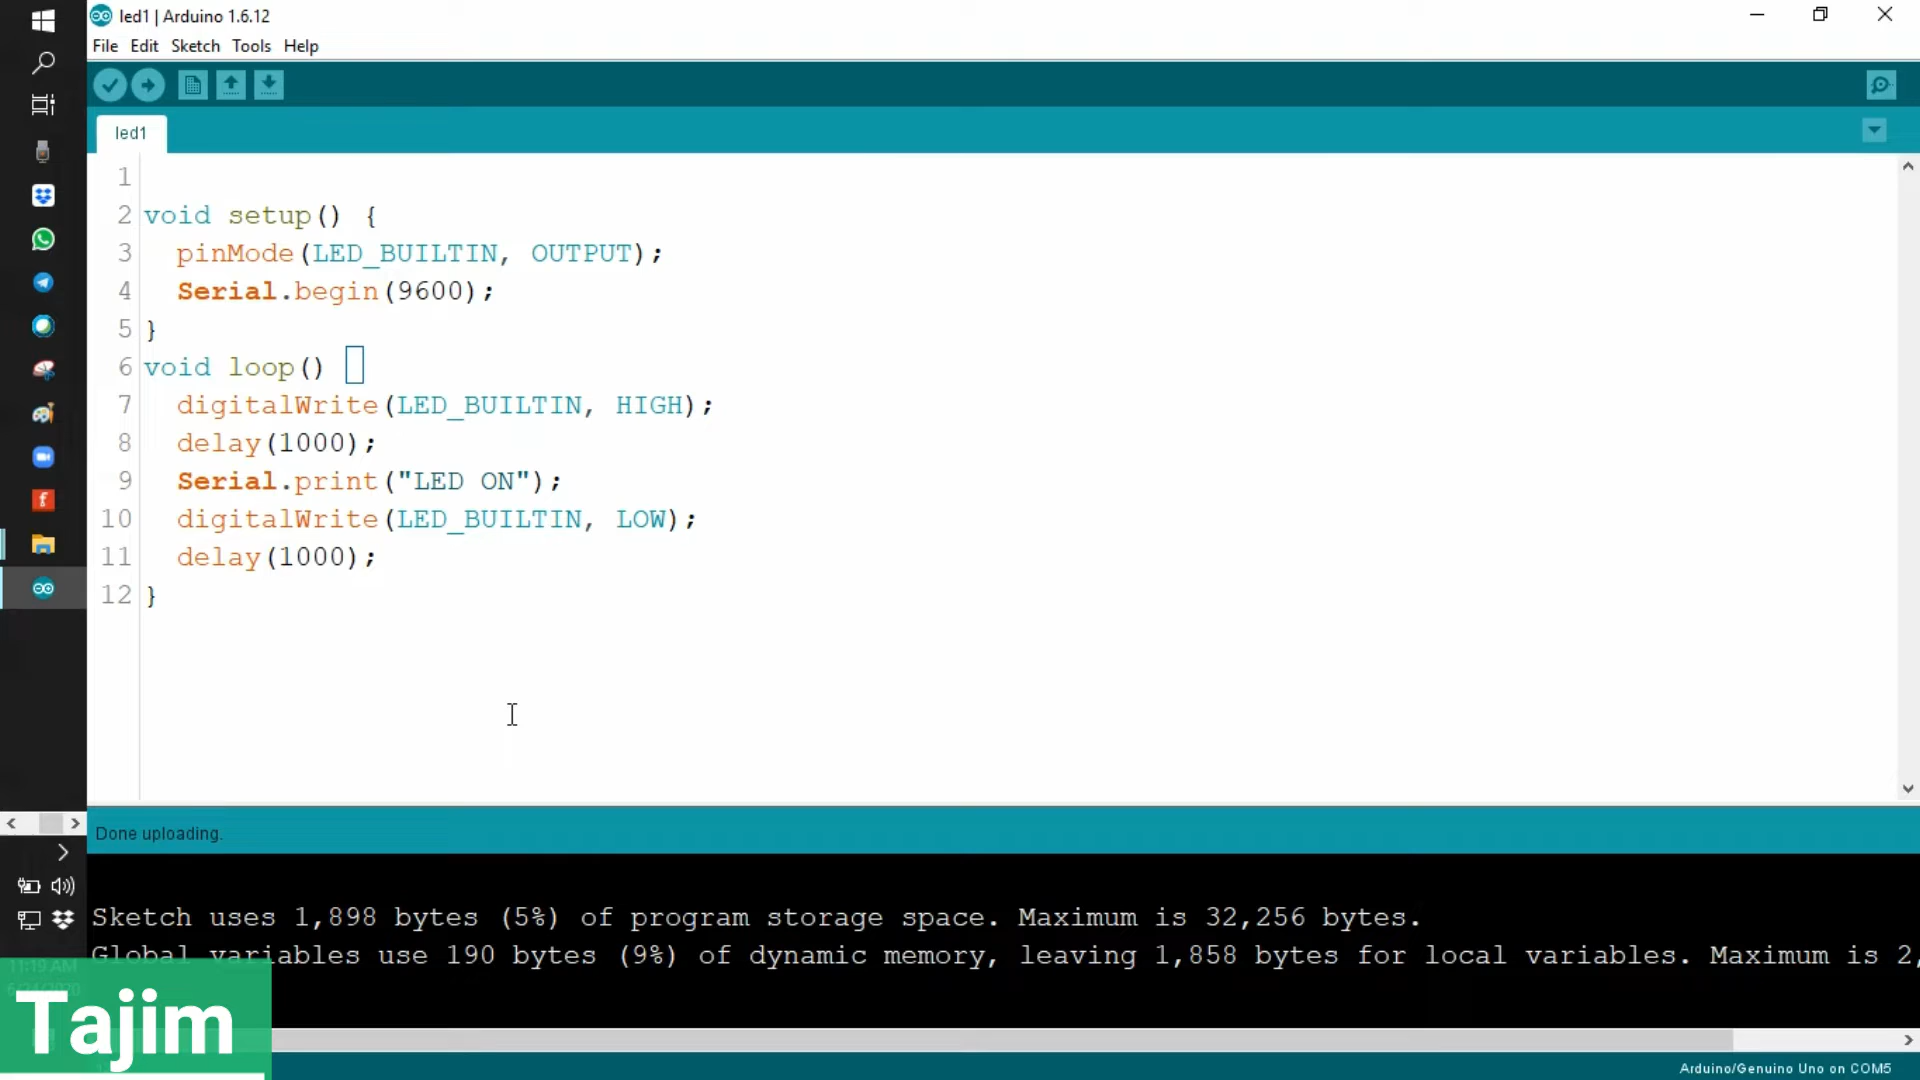 led1 | Arduino 1.6.12
File Edit Sketch Tools Help
led1
1
2 void setup() {
3 pinMode(LED_BUILTIN, OUTPUT);
4 Serial.begin(9600);
5 }
6 void loop()
7 digitalWrite(LED_BUILTIN, HIGH);
8 delay(1000);
9 Serial.print("LED ON");
10 digitalWrite(LED_BUILTIN, LOW);
11 delay(1000);
12 }
Done uploading.
Sketch uses 1,898 bytes (5%) of program storage space. Maximum is 32,256 bytes.
Global variables use 190 bytes (9%) of dynamic memory, leaving 1,858 bytes for local variables. Maximum is 2,
11:19 AM
Tajim
Arduino/Genuino Uno on COM5